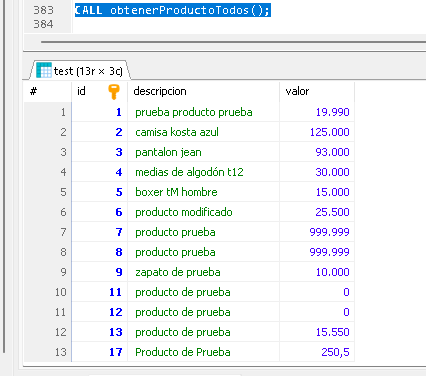 383 CALL obtenerProductoTodos();
384
test (13r × 3c)
# id descripcion valor
1 1 prueba producto prueba 19.990
2 2 camisa kosta azul 125.000
3 3 pantalon jean 93.000
4 4 medias de algodón t12 30.000
5 5 boxer tM hombre 15.000
6 6 producto modificado 25.500
7 7 producto prueba 999.999
8 8 producto prueba 999.999
9 9 zapato de prueba 10.000
10 11 producto de prueba 0
11 12 producto de prueba 0
12 13 producto de prueba 15.550
13 17 Producto de Prueba 250,5